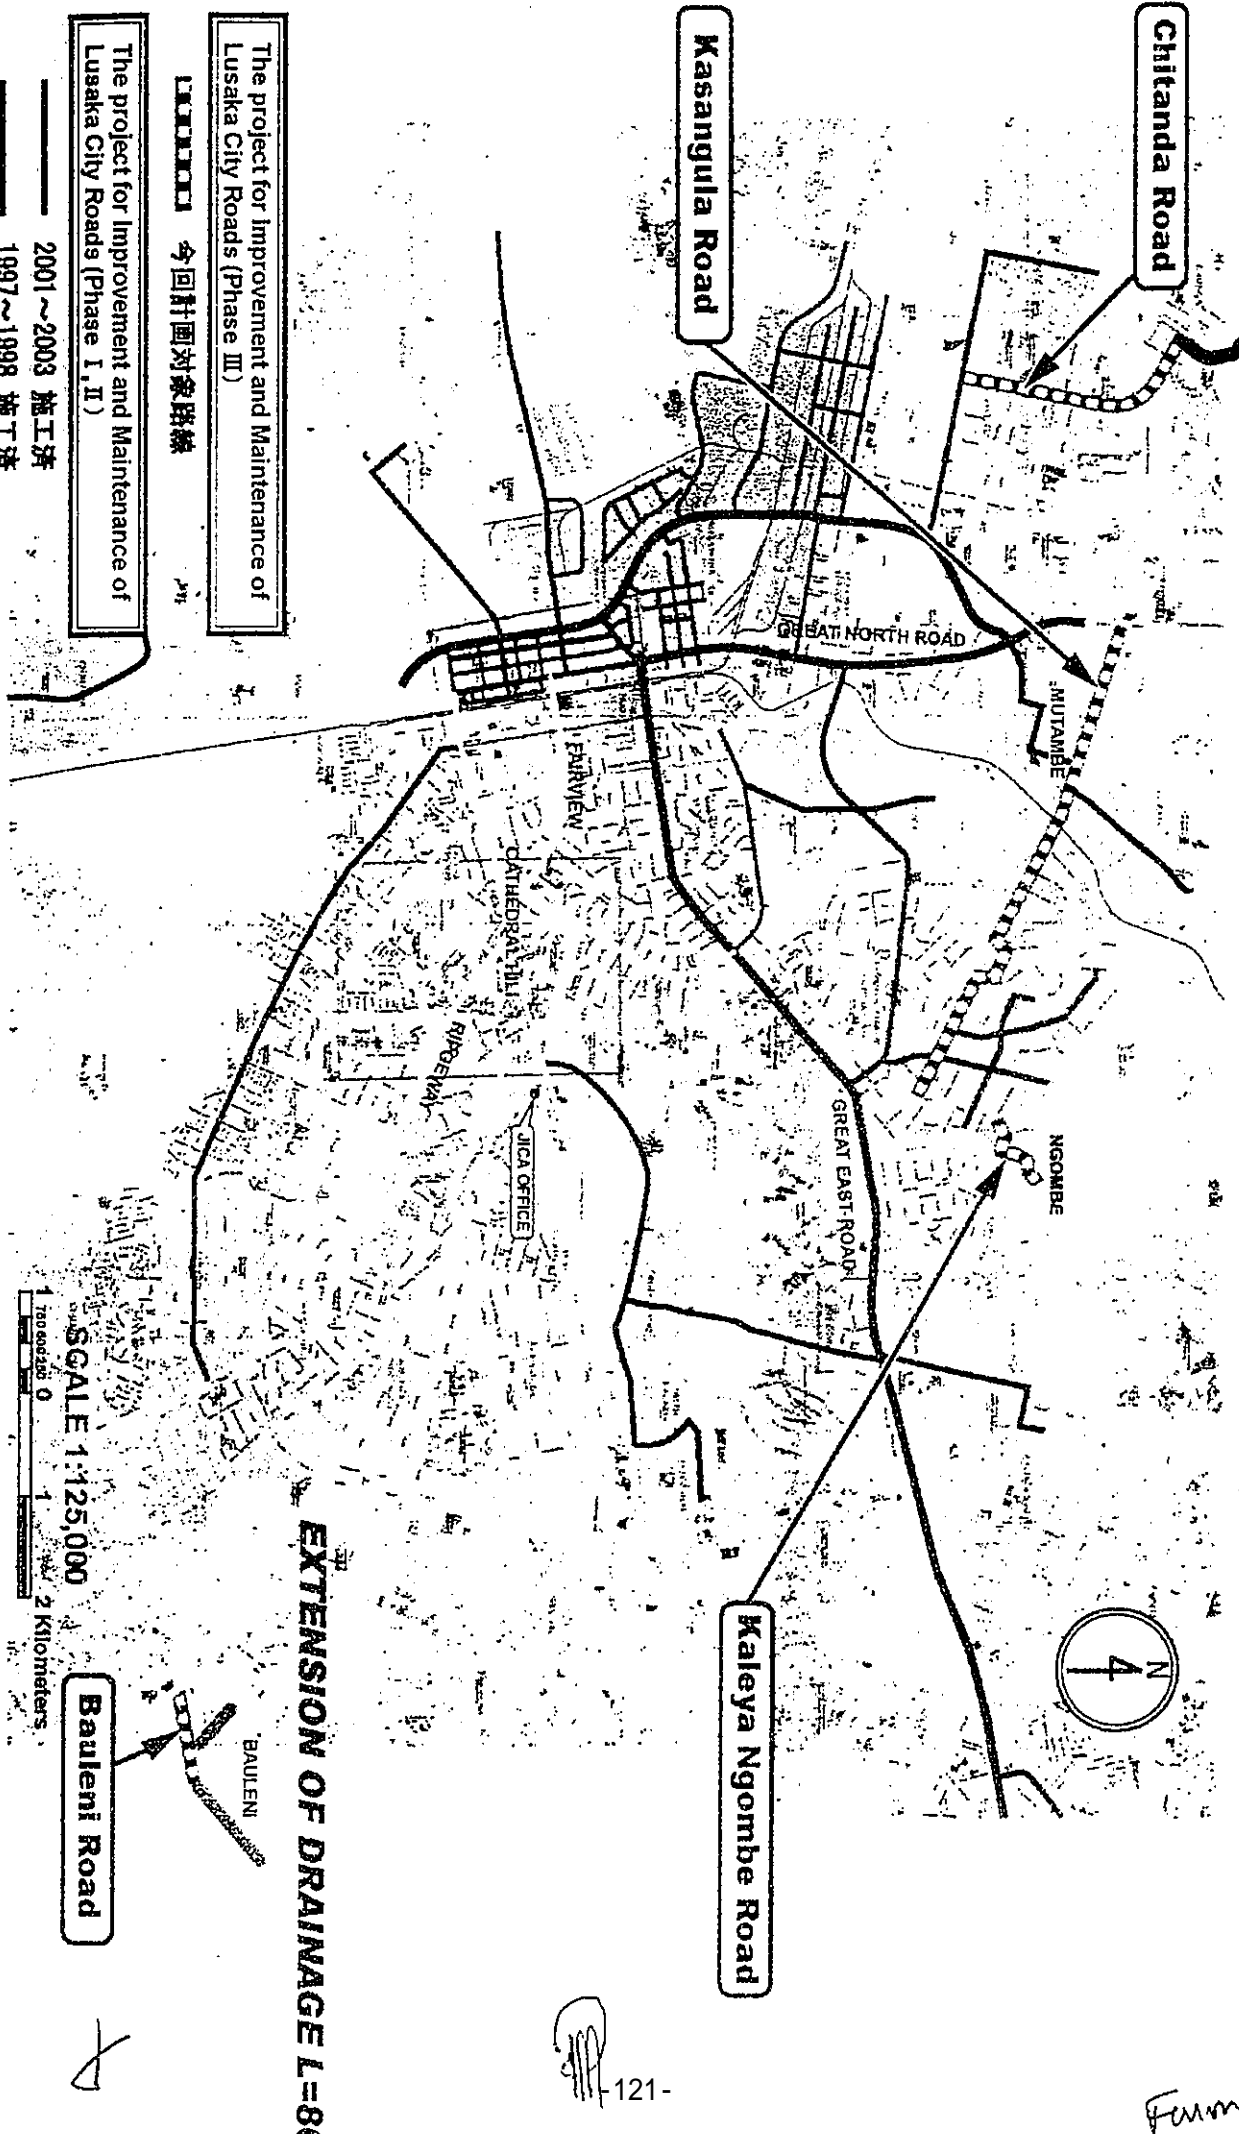 Chitanda Road
Kasangula Road
The project for Improvement and Maintenance of
Lusaka City Roads (Phase Ⅲ)
今回計画対象路線
The project for Improvement and Maintenance of
Lusaka City Roads (Phase Ⅰ,Ⅱ)
2001～2003 施工済
1997～1998 施工済
GREAT NORTH ROAD
MUTAMBE
FAIRVIEW
CATHEDRAL HILL
RIDGEWAY
JICA OFFICE
GREAT EAST ROAD
NGOMBE
N
Kaleya Ngombe Road
SCALE 1:125,000
1 750 500 250 0 1 2 Kilometers
EXTENSION OF DRAINAGE L=8
BAULENI
Bauleni Road
-121-